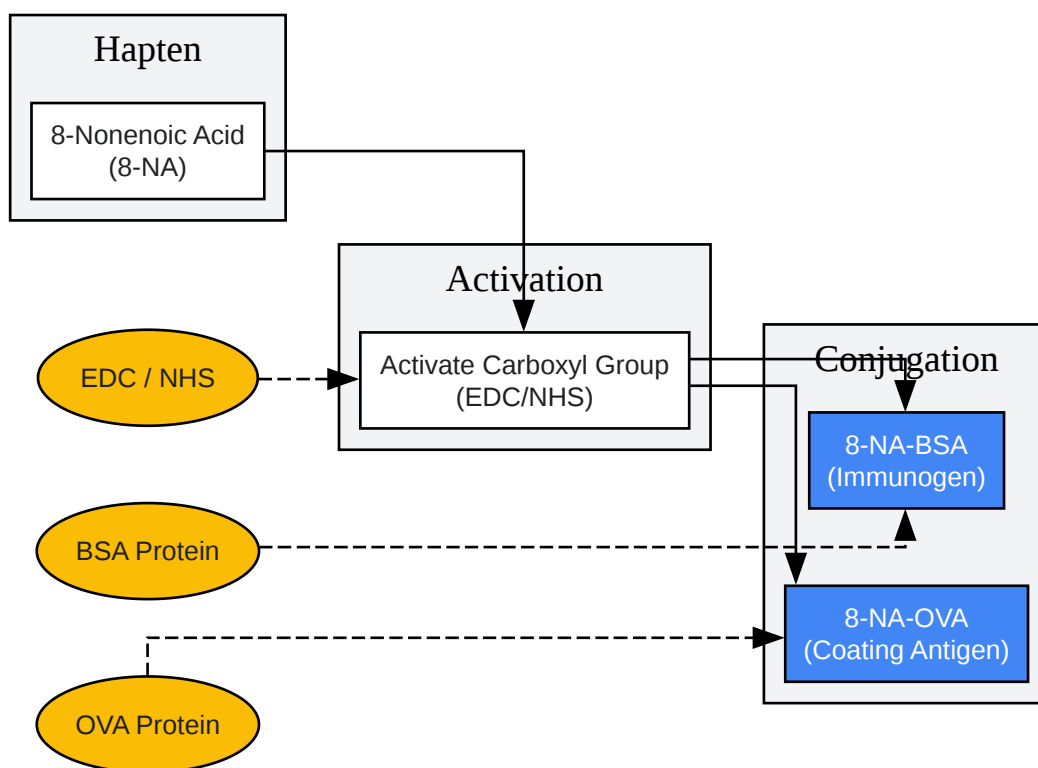 Hapten
8-Nonenoic Acid
(8-NA)
Activation
Activate Carboxyl Group
(EDC/NHS)
EDC / NHS
Conjugation
8-NA-BSA
(Immunogen)
BSA Protein
8-NA-OVA
(Coating Antigen)
OVA Protein